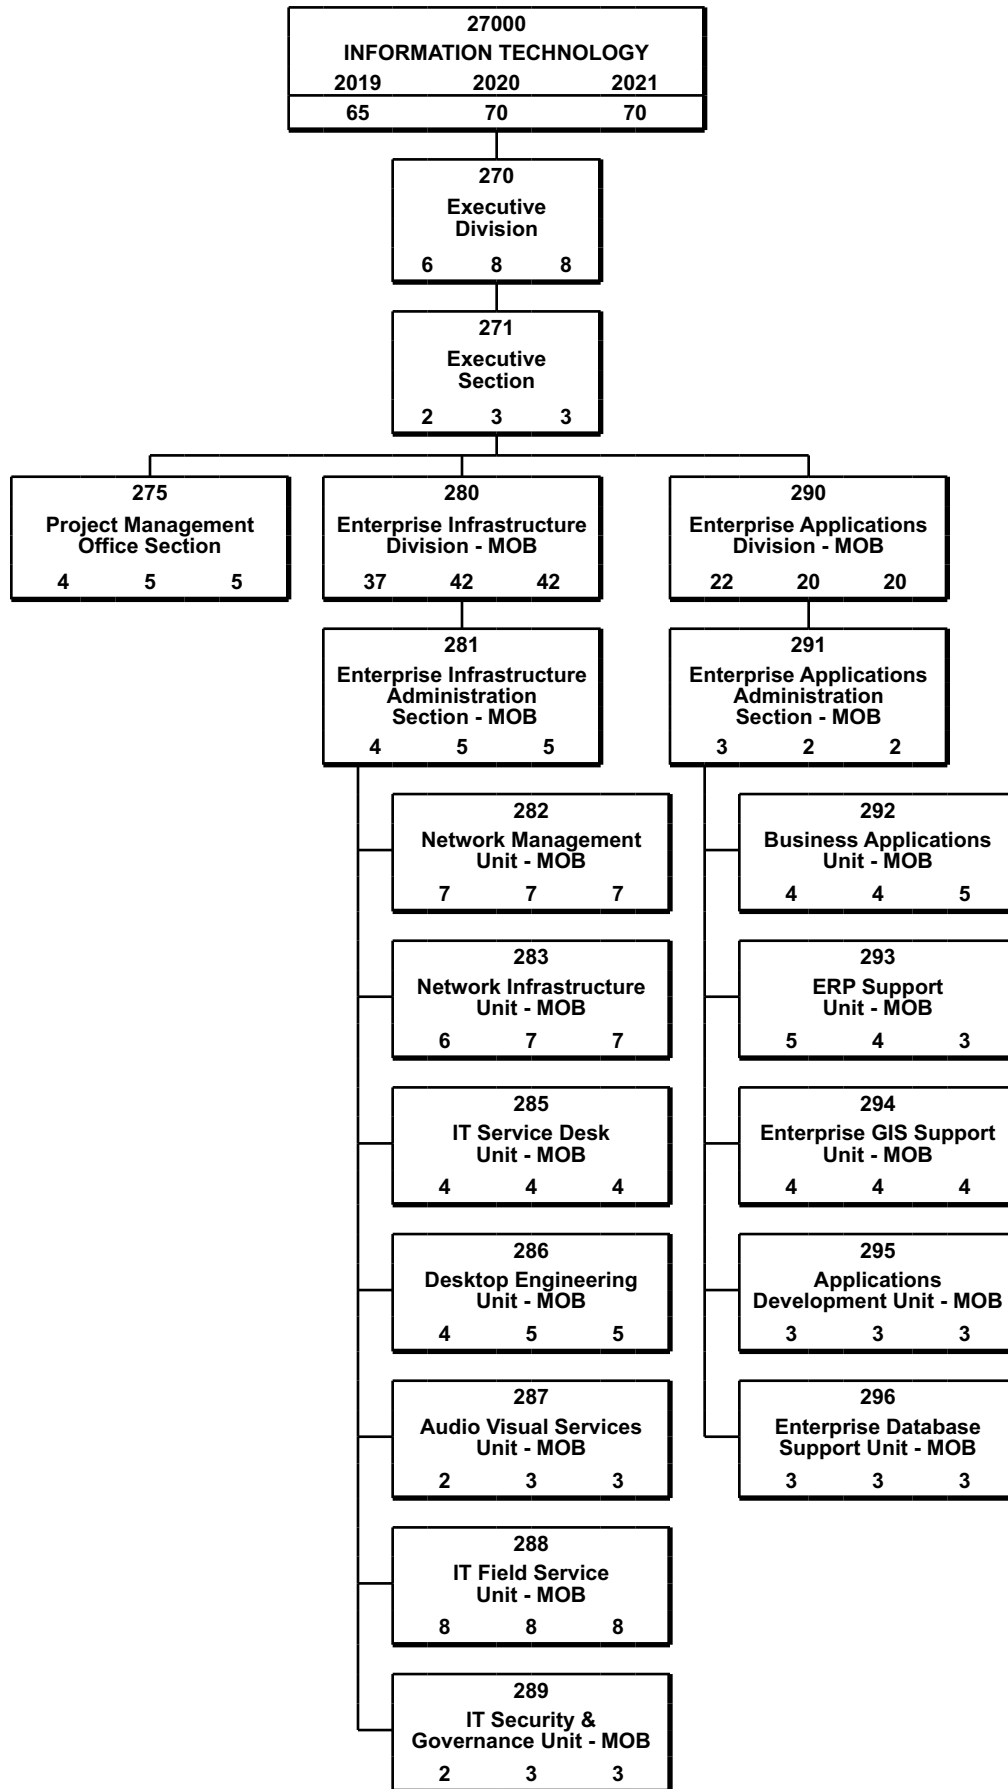 27000
INFORMATION TECHNOLOGY
2019 2020 2021
65 70 70
270
Executive
Division
6 8 8
271
Executive
Section
2 3 3
275
Project Management
Office Section
4 5 5
280
Enterprise Infrastructure
Division - MOB
37 42 42
290
Enterprise Applications
Division - MOB
22 20 20
281
Enterprise Infrastructure
Administration
Section - MOB
4 5 5
291
Enterprise Applications
Administration
Section - MOB
3 2 2
282
Network Management
Unit - MOB
7 7 7
292
Business Applications
Unit - MOB
4 4 5
283
Network Infrastructure
Unit - MOB
6 7 7
293
ERP Support
Unit - MOB
5 4 3
285
IT Service Desk
Unit - MOB
4 4 4
294
Enterprise GIS Support
Unit - MOB
4 4 4
286
Desktop Engineering
Unit - MOB
4 5 5
295
Applications
Development Unit - MOB
3 3 3
287
Audio Visual Services
Unit - MOB
2 3 3
296
Enterprise Database
Support Unit - MOB
3 3 3
288
IT Field Service
Unit - MOB
8 8 8
289
IT Security &
Governance Unit - MOB
2 3 3